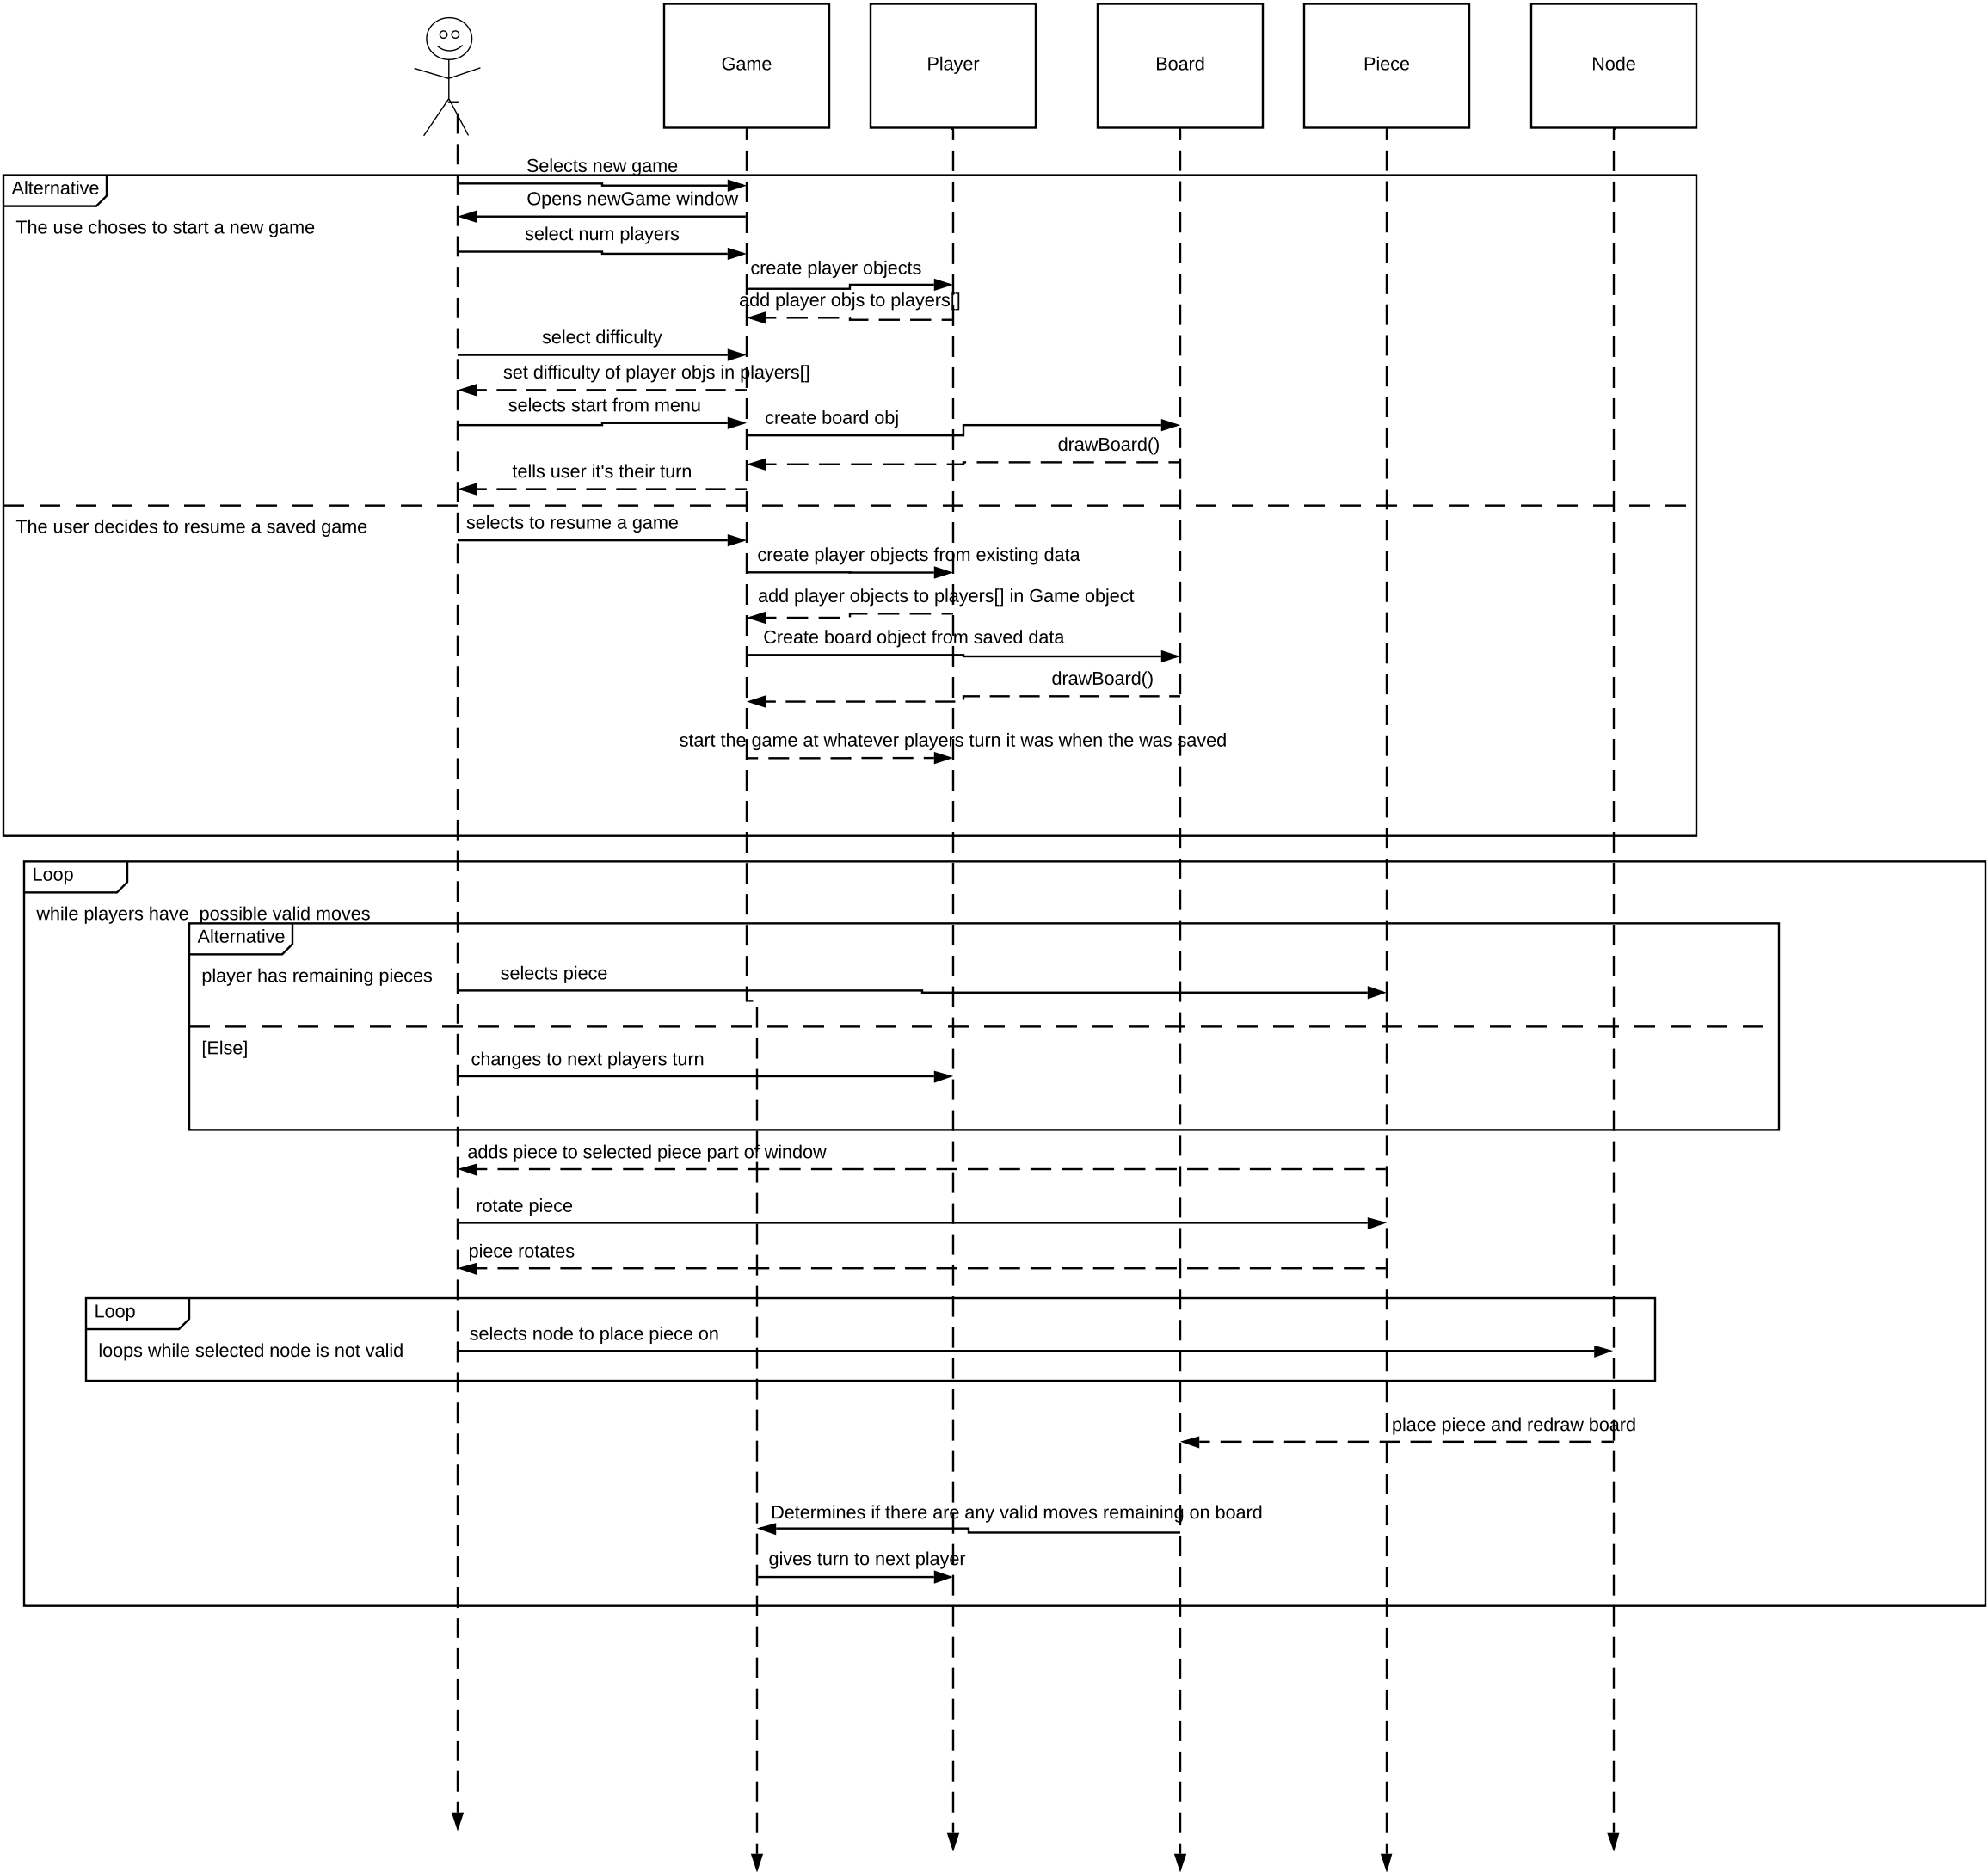 Game
Player
Board
Piece
Node
Selects new game
Alternative
Opens newGame window
The use choses to start a new game
select num players
create player objects
add player objs to players[]
select difficulty
set difficulty of player objs in players[]
selects start from menu
create board obj
drawBoard()
tells user it's their turn
The user decides to resume a saved game
selects to resume a game
create player objects from existing data
add player objects to players[] in Game object
Create board object from saved data
drawBoard()
start the game at whatever players turn it was when the was saved
Loop
while players have  possible valid moves
Alternative
player has remaining pieces
selects piece
[Else]
changes to next players turn
adds piece to selected piece part of window
rotate piece
piece rotates
Loop
selects node to place piece on
loops while selected node is not valid
place piece and redraw board
Determines if there are any valid moves remaining on board
gives turn to next player